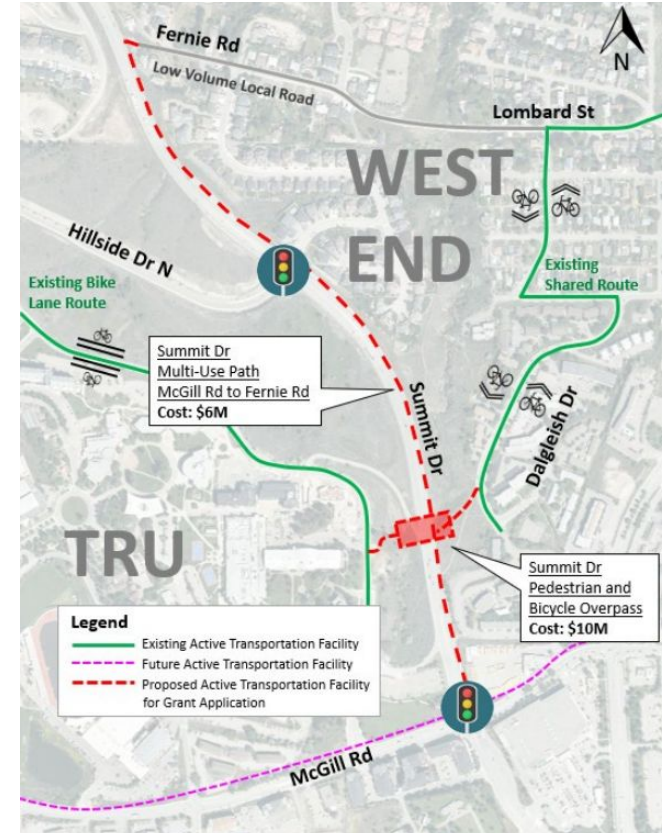 Fernie Rd
Low Volume Local Road
N
Lombard St
WEST
END
Hillside Dr N
Existing Bike
Lane Route
Existing
Shared Route
Summit Dr
Multi-Use Path
McGill Rd to Fernie Rd
Cost: $6M
Summit Dr
Dalgleish Dr
TRU
Summit Dr
Pedestrian and
Bicycle Overpass
Cost: $10M
Legend
Existing Active Transportation Facility
Future Active Transportation Facility
Proposed Active Transportation Facility
for Grant Application
McGill Rd